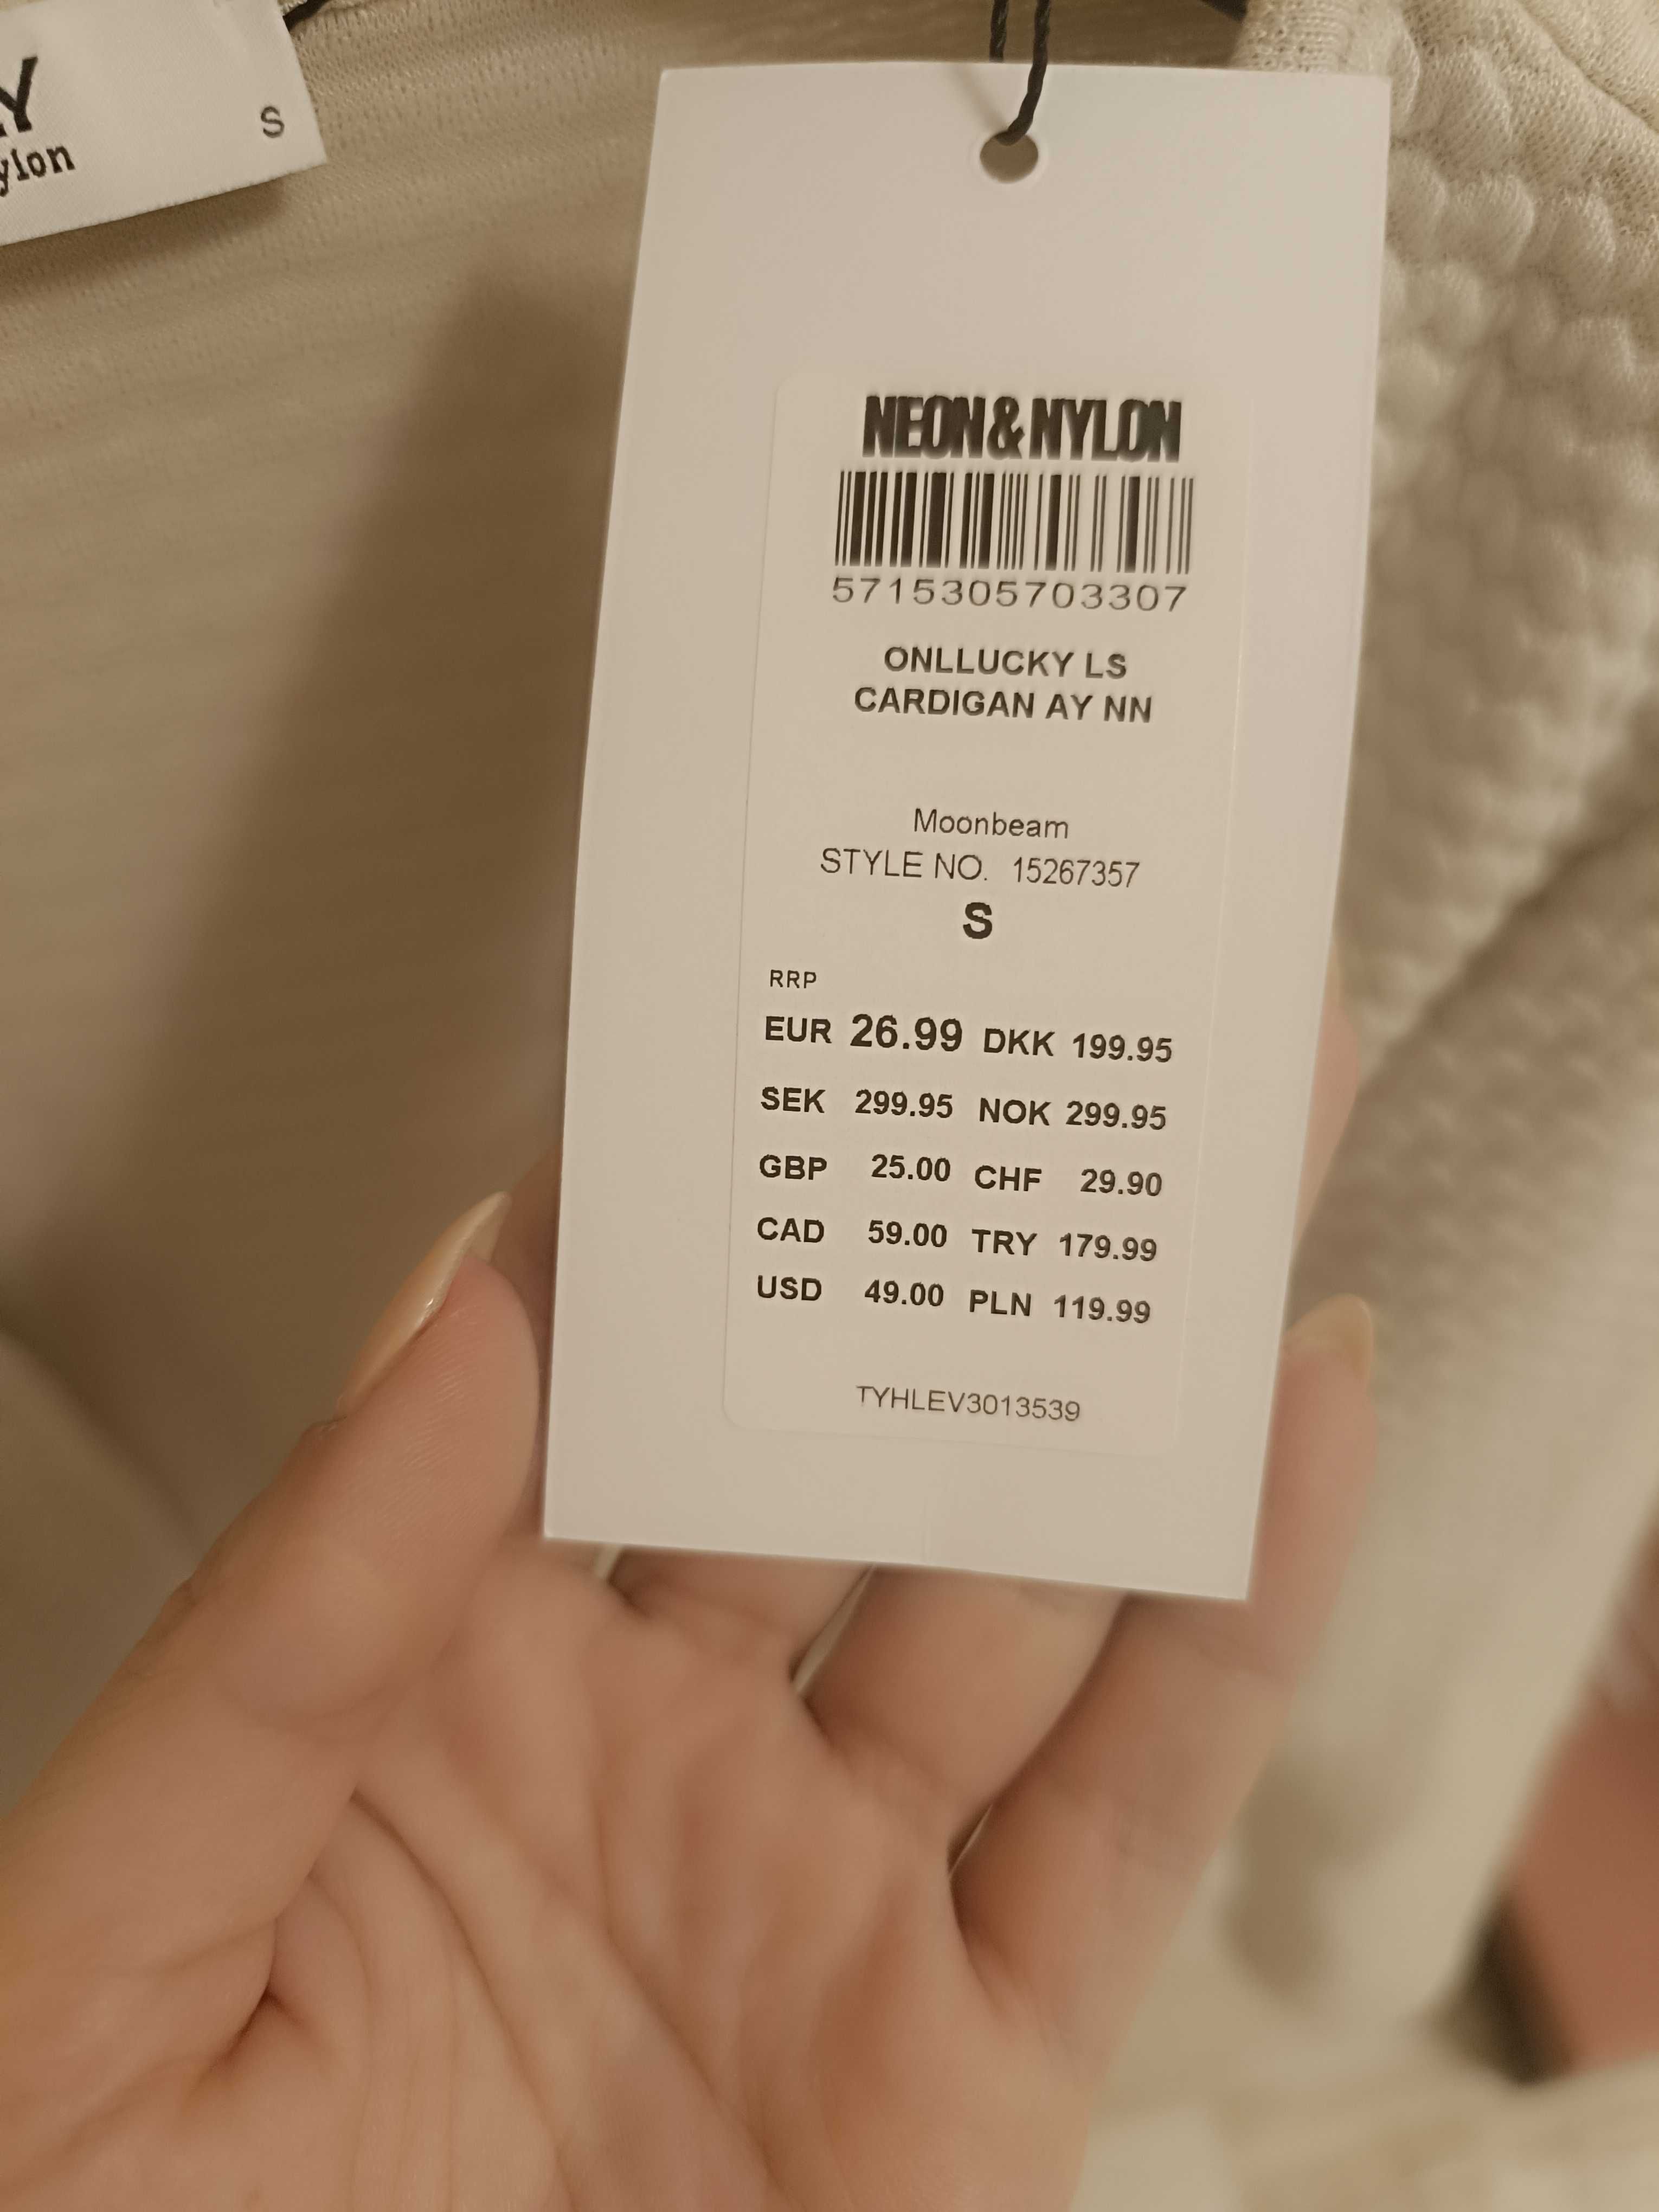 S
NEON & NYLON
5715305703307
ONLLUCKY LS
CARDIGAN AY NN
Moonbeam
STYLE NO. 15267357
S
RRP
EUR 26.99 DKK 199.95
SEK 299.95 NOK 299.95
GBP 25.00 CHF 29.90
CAD 59.00 TRY 179.99
USD 49.00 PLN 119.99
TYHLEV3013539